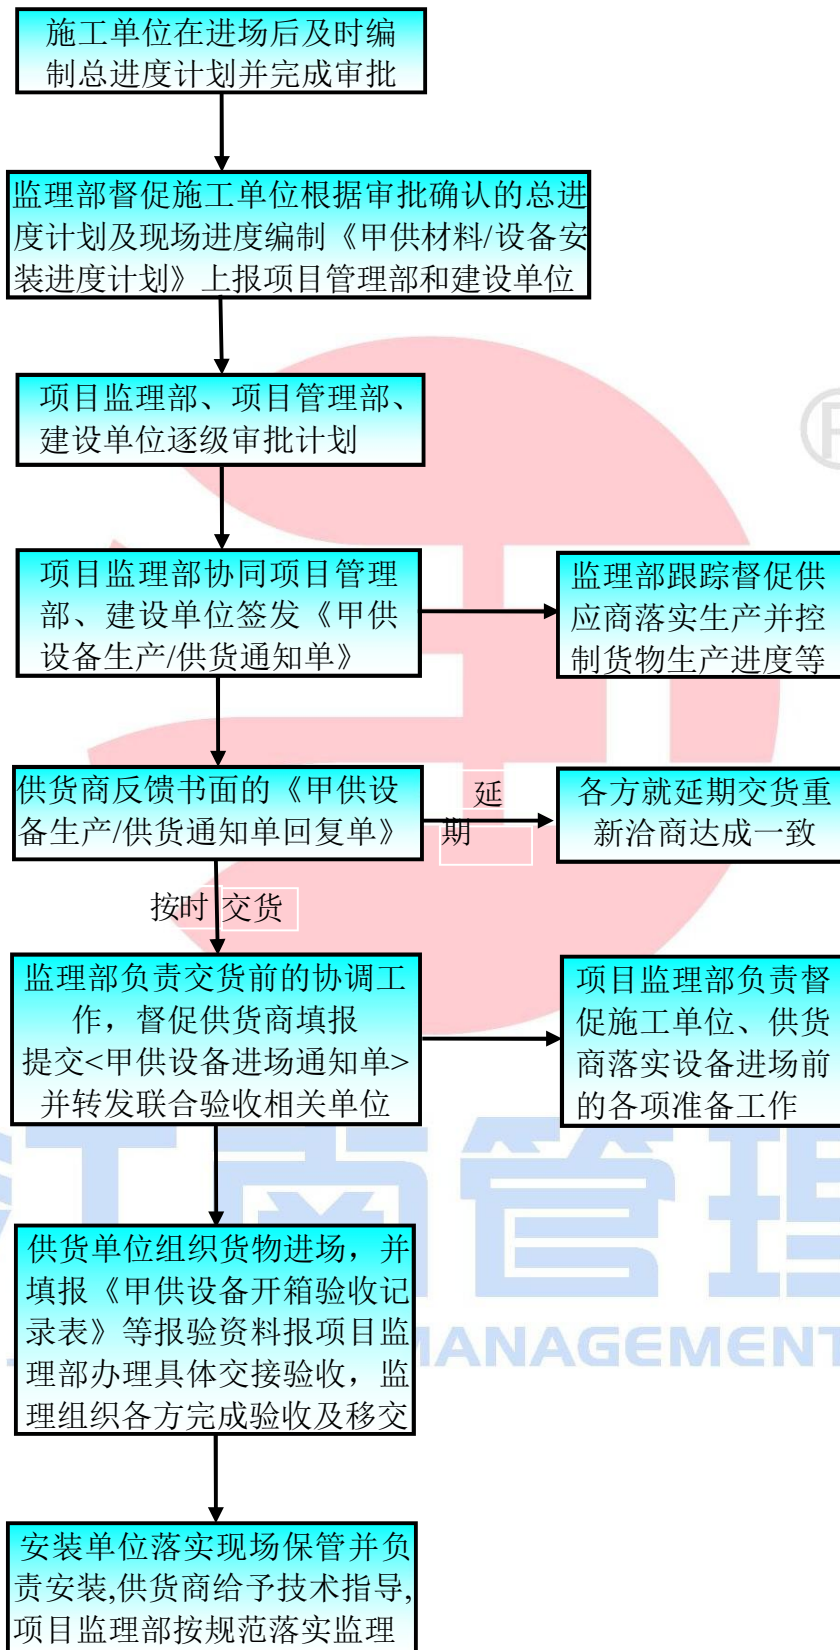 施工单位在进场后及时编
制总进度计划并完成审批
监理部督促施工单位根据审批确认的总进
度计划及现场进度编制《甲供材料/设备安
装进度计划》上报项目管理部和建设单位
项目监理部、项目管理部、
建设单位逐级审批计划
®
项目监理部协同项目管理
部、建设单位签发《甲供
设备生产/供货通知单》
监理部跟踪督促供
应商落实生产并控
制货物生产进度等
供货商反馈书面的《甲供设
备生产/供货通知单回复单》
延
期
各方就延期交货重
新洽商达成一致
按时 交货
监理部负责交货前的协调工
作，督促供货商填报
提交<甲供设备进场通知单>
并转发联合验收相关单位
项目监理部负责督
促施工单位、供货
商落实设备进场前
的各项准备工作
江南管理
供货单位组织货物进场，并
填报《甲供设备开箱验收记
录表》等报验资料报项目监
理部办理具体交接验收，监
理组织各方完成验收及移交
MANAGEMENT
安装单位落实现场保管并负
责安装,供货商给予技术指导,
项目监理部按规范落实监理